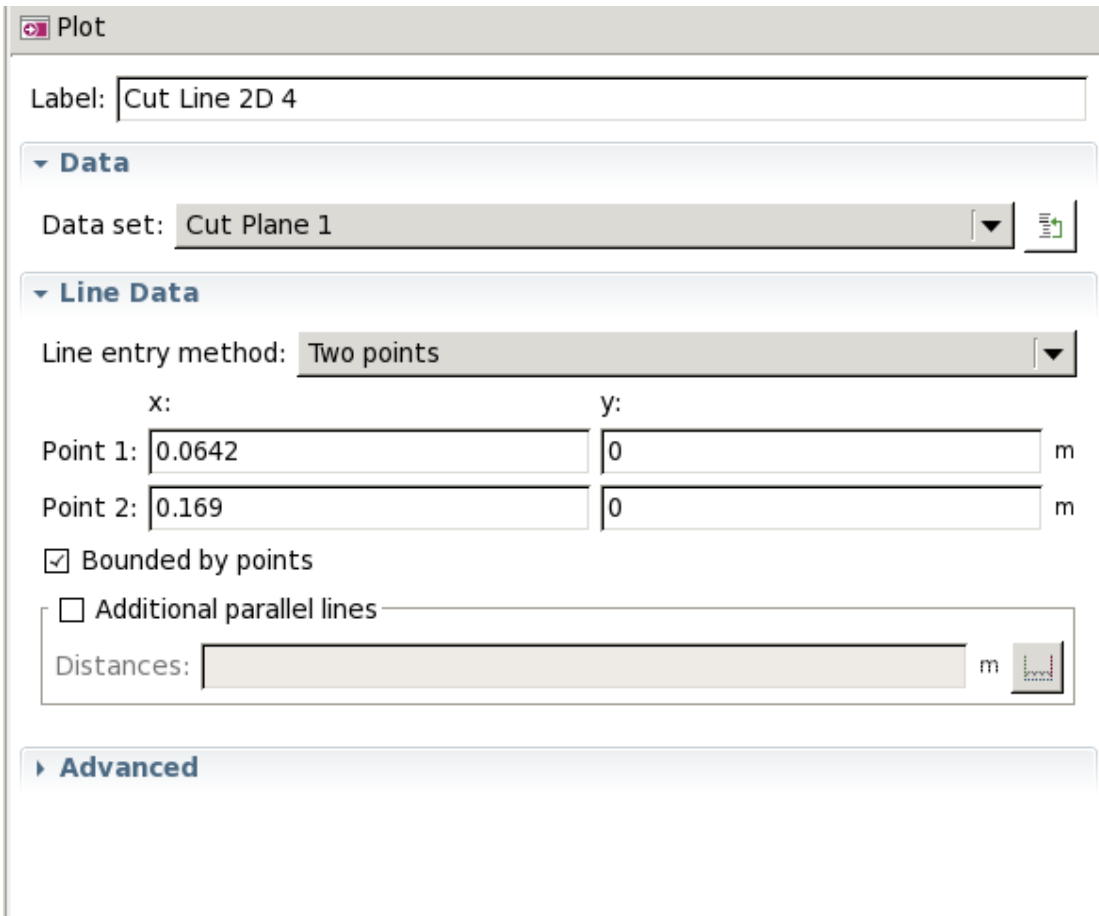 Plot
Label: Cut Line 2D 4
Data
Data set: Cut Plane 1
Line Data
Line entry method: Two points
x: y:
Point 1: 0.0642 0 m
Point 2: 0.169 0 m
Bounded by points
Additional parallel lines
Distances: m
Advanced